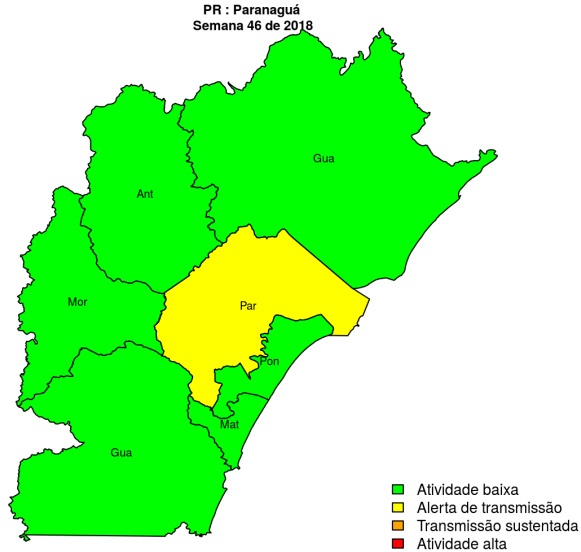 PR : Paranaguá
Semana 46 de 2018
Gua
Ant
Mor
Par
Pon
Mat
Gua
Atividade baixa
Alerta de transmissão
Transmissão sustentada
Atividade alta